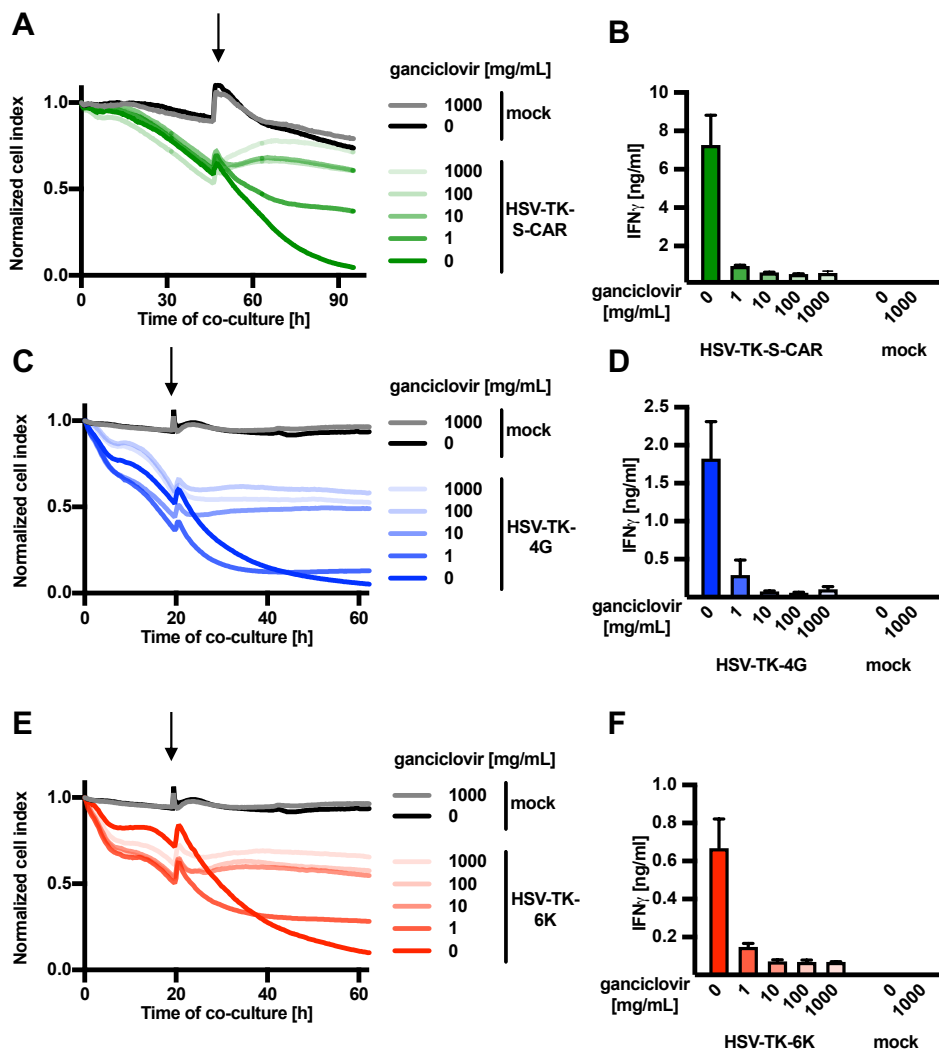 A
ganciclovir [mg/mL]
1000
0
mock
1000
100
10
1
0
HSV-TK-
S-CAR
Normalized cell index
1.0
0.5
0.0
0
30
60
90
Time of co-culture [h]
B
IFNγ [ng/ml]
10
8
6
4
2
ganciclovir
[mg/mL]
0
1
10
100
1000
0
1000
HSV-TK-S-CAR
mock
C
ganciclovir [mg/mL]
1000
0
mock
1000
100
10
1
0
HSV-TK-
4G
Normalized cell index
1.0
0.5
0.0
0
20
40
60
Time of co-culture [h]
D
IFNγ [ng/ml]
2.5
2.0
1.5
1.0
0.5
ganciclovir
[mg/mL]
0
1
10
100
1000
0
1000
HSV-TK-4G
mock
E
ganciclovir [mg/mL]
1000
0
mock
1000
100
10
1
0
HSV-TK-
6K
Normalized cell index
1.0
0.5
0.0
0
20
40
60
Time of co-culture [h]
F
IFNγ [ng/ml]
1.0
0.8
0.6
0.4
0.2
ganciclovir
[mg/mL]
0
1
10
100
1000
0
1000
HSV-TK-6K
mock